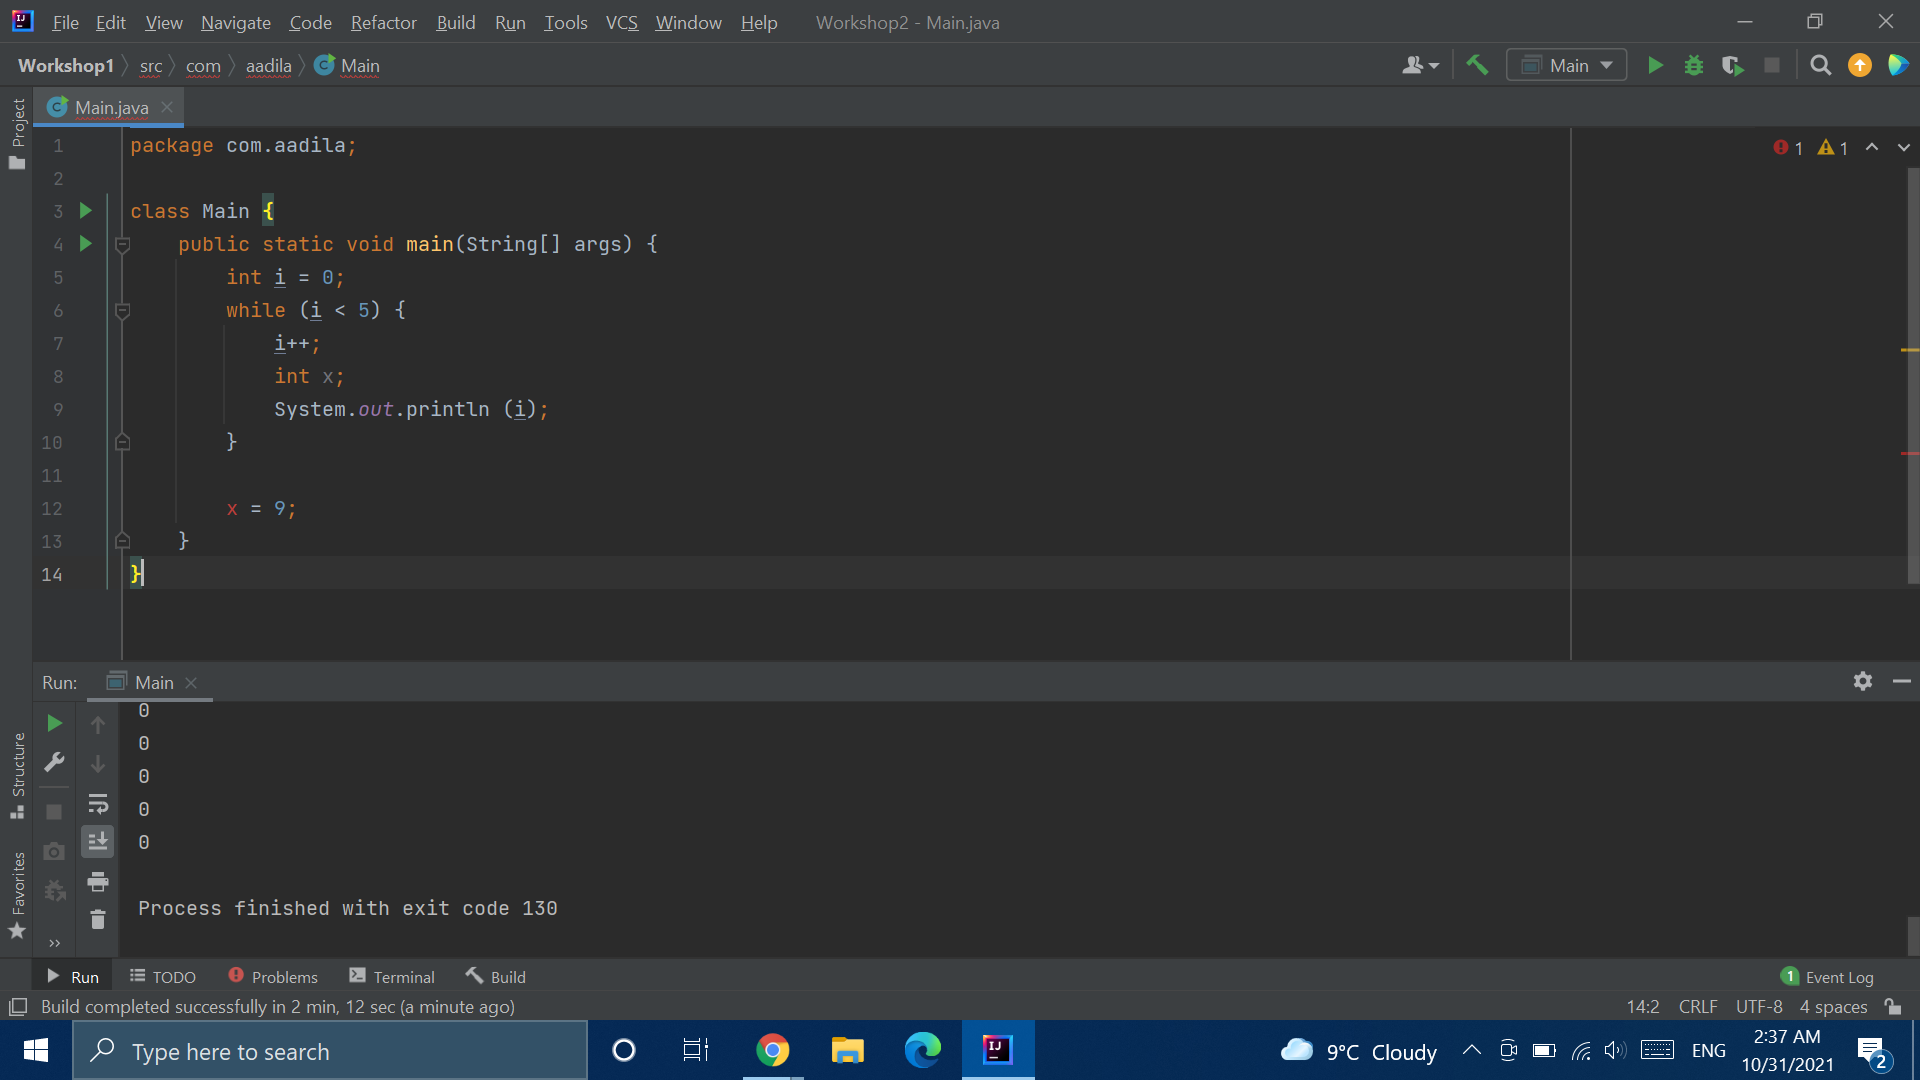 File Edit View Navigate Code Refactor Build Run Tools VCS Window Help Workshop2 - Main.java
Workshop1 src com aadila Main Main
Project
Main.java
1 1
1 package com.aadila;
2
3 class Main {
4 public static void main(String[] args) {
5 int i = 0;
6 while (i < 5) {
7 i++;
8 int x;
9 System.out.println (i);
10 }
11
12 x = 9;
13 }
14 }
Run: Main
0
0
0
0
0
Process finished with exit code 130
Structure
Favorites
Run TODO Problems Terminal Build 1 Event Log
Build completed successfully in 2 min, 12 sec (a minute ago) 14:2 CRLF UTF-8 4 spaces
Type here to search IJ 9°C Cloudy ENG 2:37 AM
10/31/2021 2